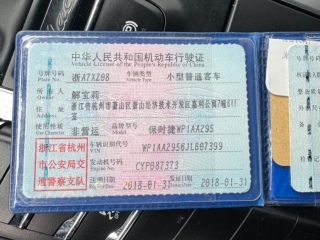 中华人民共和国机动车行驶证
Vehicle License of the People's Republic of China
号牌号码 浙A7XZ98 车辆类型 小型普通客车
Plate No. Vehicle Type
所有人 解宝莉
Owner
住址 浙江省杭州市萧山区萧山经济技术开发区嘉润公寓7幢611室
Address
使用性质 非营运 品牌型号 保时捷WP1AA295
Use Character Model
浙江省杭州市公安局交通警察支队
车辆识别代号 WP1AA2956JLB07399
VIN
发动机号码 CYP087373
Engine No.
注册日期 2018-01-31 发证日期 2018-01-31
Register Date Issue Date